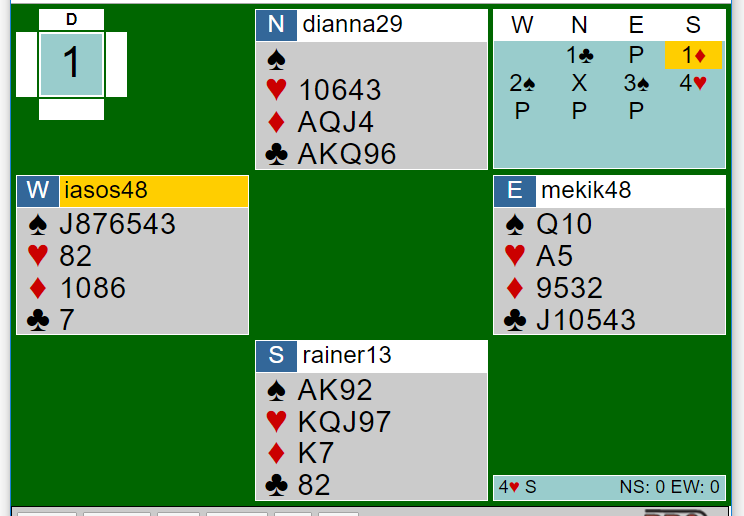 D
1
N dianna29
♠
♥ 10643
♦ AQJ4
♣ AKQ96
W N E S
1♣ P 1♦
2♠ X 3♠ 4♥
P P P
W iasos48
♠ J876543
♥ 82
♦ 1086
♣ 7
E mekik48
♠ Q10
♥ A5
♦ 9532
♣ J10543
S rainer13
♠ AK92
♥ KQJ97
♦ K7
♣ 82
4♥ S NS: 0 EW: 0